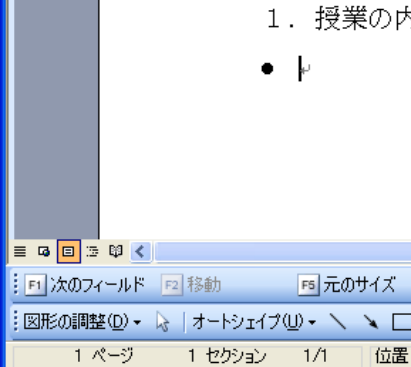 1. 授業の内
● ↵
F1 次のフィールド F2 移動 F5 元のサイズ
図形の調整(D) オートシェイプ(U)
1 ページ 1 セクション 1/1 位置